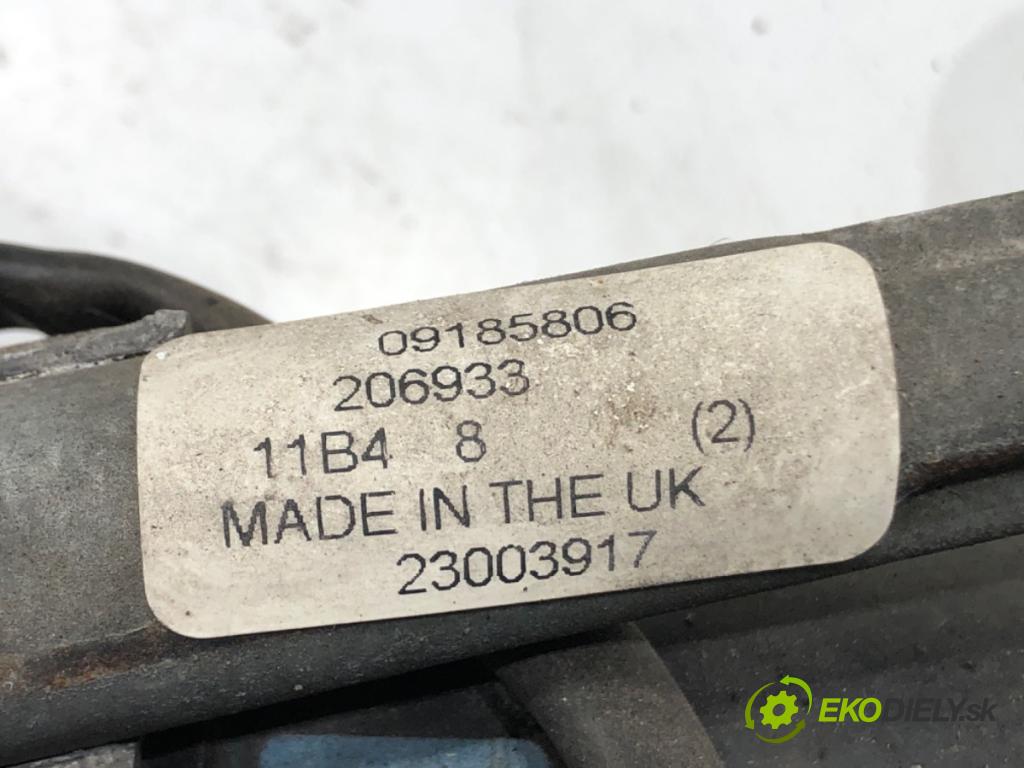 09185806
206933
11B4 8 (2)
MADE IN THE UK
23003917
EKODIELY.sk